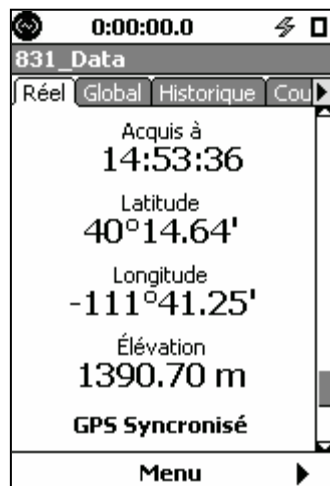 0:00:00.0
831_Data
Réel Global Historique Cou
Acquis à
14:53:36
Latitude
40°14.64'
Longitude
-111°41.25'
Élévation
1390.70 m
GPS Syncronisé
Menu